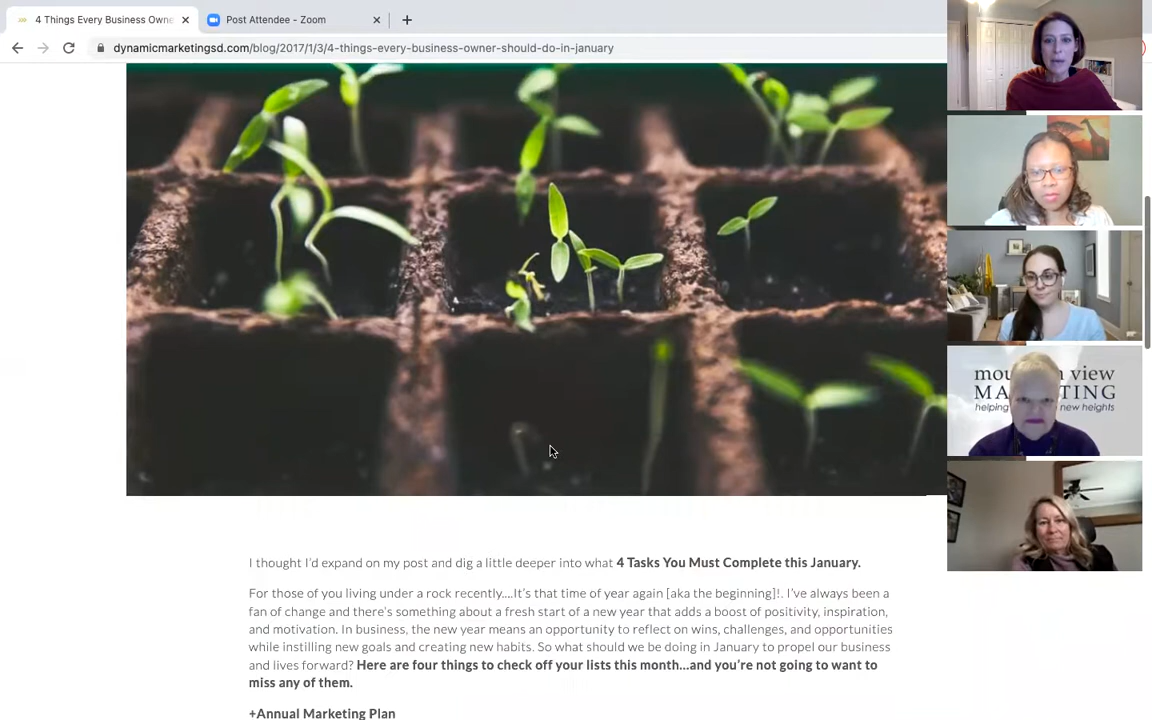 4 Things Every Business Owne
Post Attendee - Zoom
dynamicmarketingsd.com/blog/2017/1/3/4-things-every-business-owner-should-do-in-january
view
helping
new heights
I thought I'd expand on my post and dig a little deeper into what 4 Tasks You Must Complete this January.
For those of you living under a rock recently....It's that time of year again [aka the beginning]!. I've always been a
fan of change and there's something about a fresh start of a new year that adds a boost of positivity, inspiration,
and motivation. In business, the new year means an opportunity to reflect on wins, challenges, and opportunities
while instilling new goals and creating new habits. So what should we be doing in January to propel our business
and lives forward? Here are four things to check off your lists this month...and you're not going to want to
miss any of them.
+Annual Marketing Plan